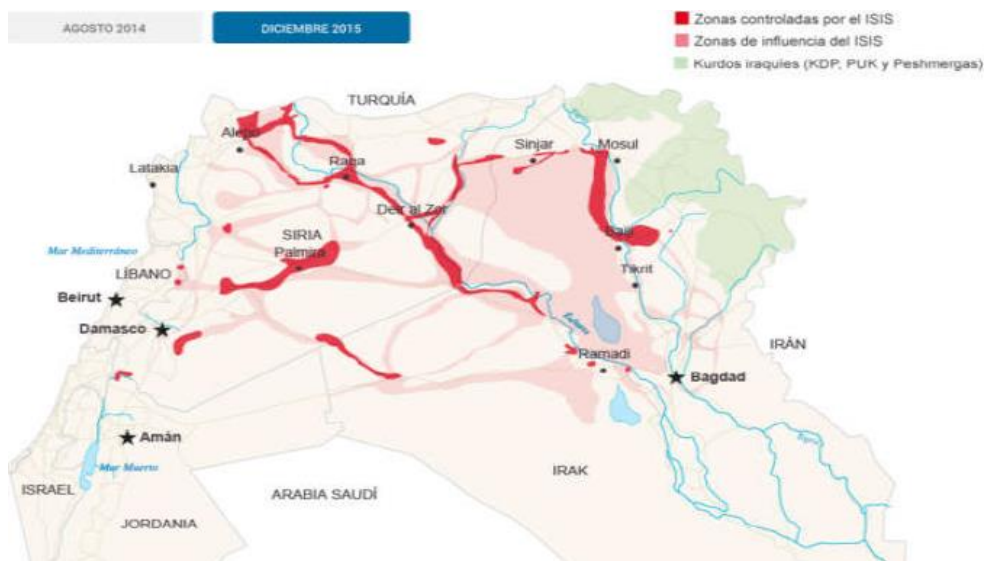 AGOSTO 2014
DICIEMBRE 2015
Zonas controladas por el ISIS
Zonas de influencia del ISIS
Kurdos iraquíes (KDP, PUK y Peshmergas)
TURQUÍA
Alepo
Sinjar
Mosul
Latakia
Raqa
Deir al Zor
SIRIA
Baiji
Mar Mediterráneo
Palmira
LÍBANO
Tikrit
Beirut
Damasco
Eufrates
IRÁN
Ramadi
Bagdad
Amán
Mar Muerto
IRAK
ISRAEL
ARABIA SAUDÍ
JORDANIA